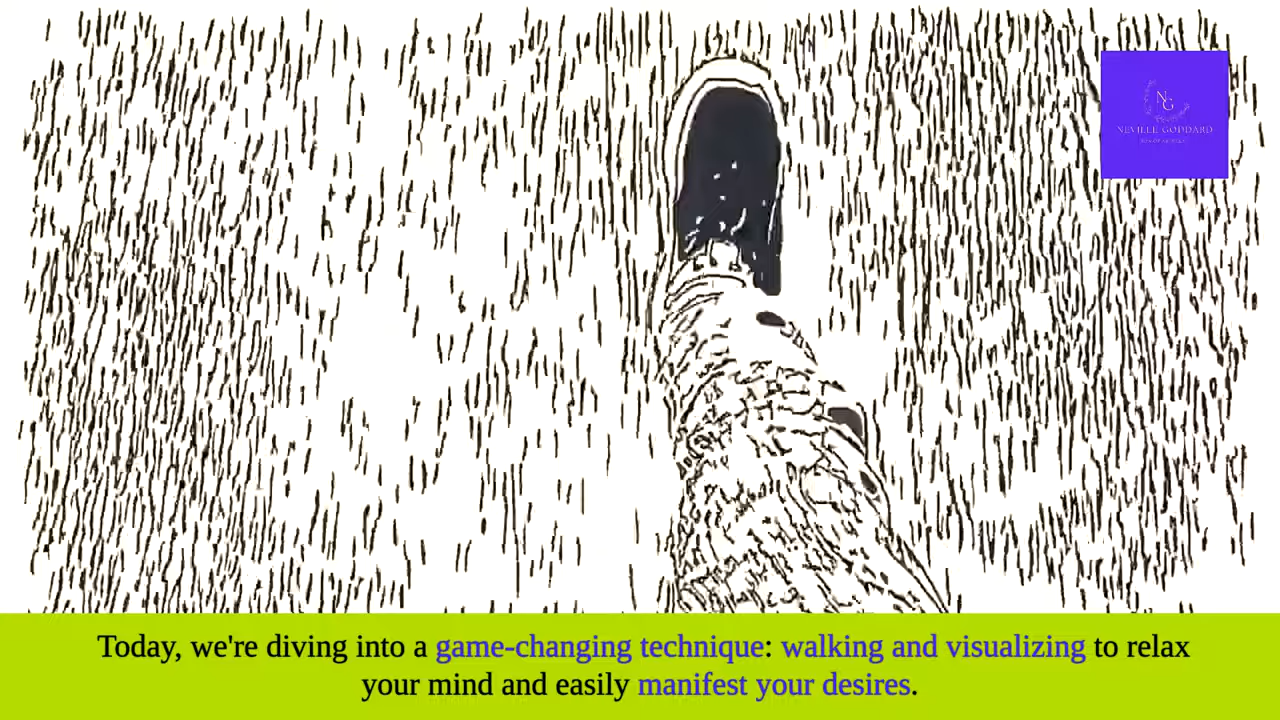 NG
NEVILLE GODDARD
Today, we're diving into a game-changing technique: walking and visualizing to relax
your mind and easily manifest your desires.